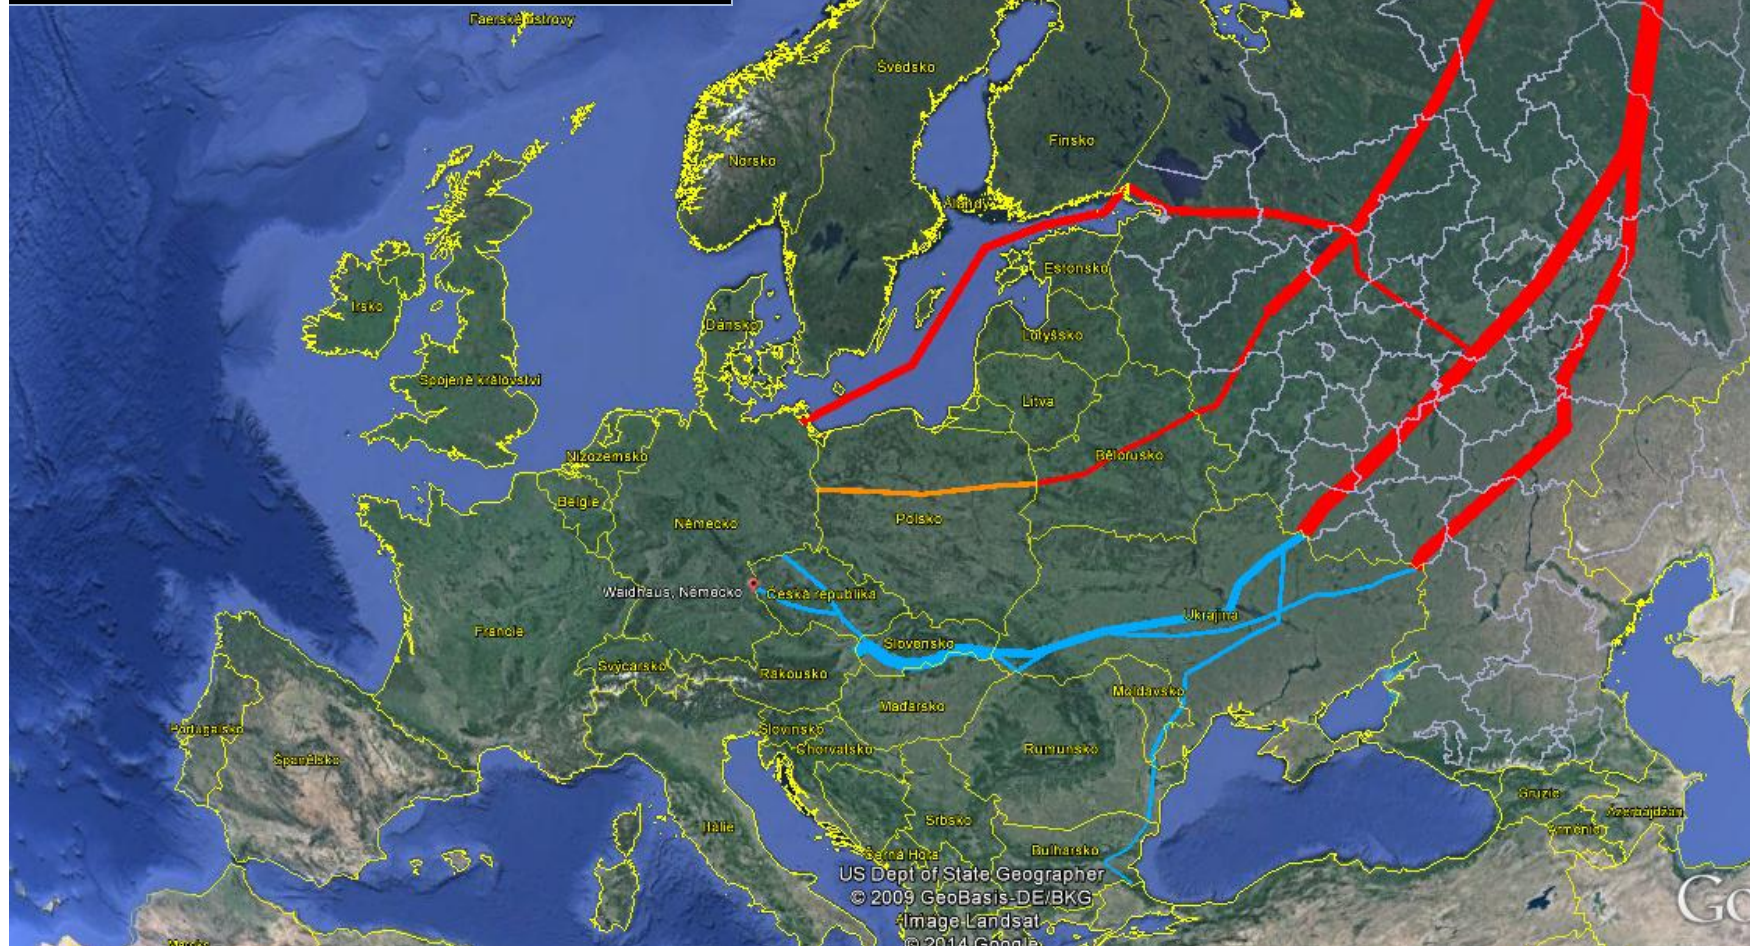 Faerské ostrovy
Švédsko
Finsko
Norsko
Alandy
Estonsko
Irsko
Dánsko
Lotyšsko
Spojené království
Litva
Nizozemsko
Bělorusko
Belgie
Německo
Polsko
Waidhaus, Německo
Česká republika
Ukrajina
Francie
Slovensko
Švýcarsko
Rakousko
Moldavsko
Maďarsko
Portugalsko
Slovinsko
Chorvatsko
Rumunsko
Španělsko
Gruzie
Ázerbájdžán
Srbsko
Itálie
Arménie
Černá Hora
Bulharsko
US Dept of State Geographer
© 2009 GeoBasis-DE/BKG
Image Landsat
© 2014 Google
Go